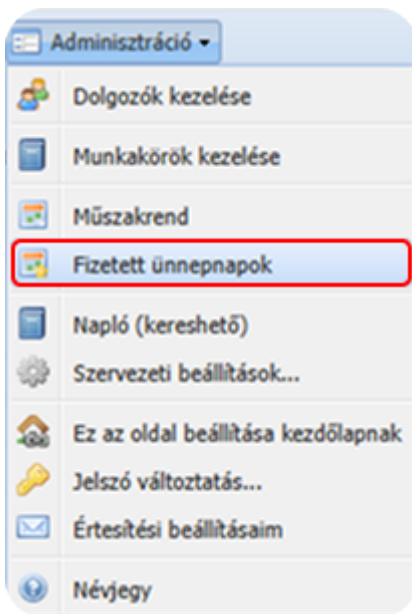 Adminisztráció
Dolgozók kezelése
Munkakörök kezelése
Műszakrend
Fizetett ünnepnapok
Napló (kereshető)
Szervezeti beállítások...
Ez az oldal beállítása kezdőlapnak
Jelszó változtatás...
Értesítési beállításaim
Névjegy